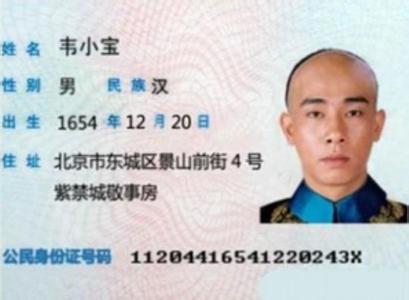 姓名 韦小宝
性别 男 民族 汉
出生 1654 年 12 月 20 日
住址 北京市东城区景山前街4号
紫禁城敬事房
公民身份证号码 11204416541220243X